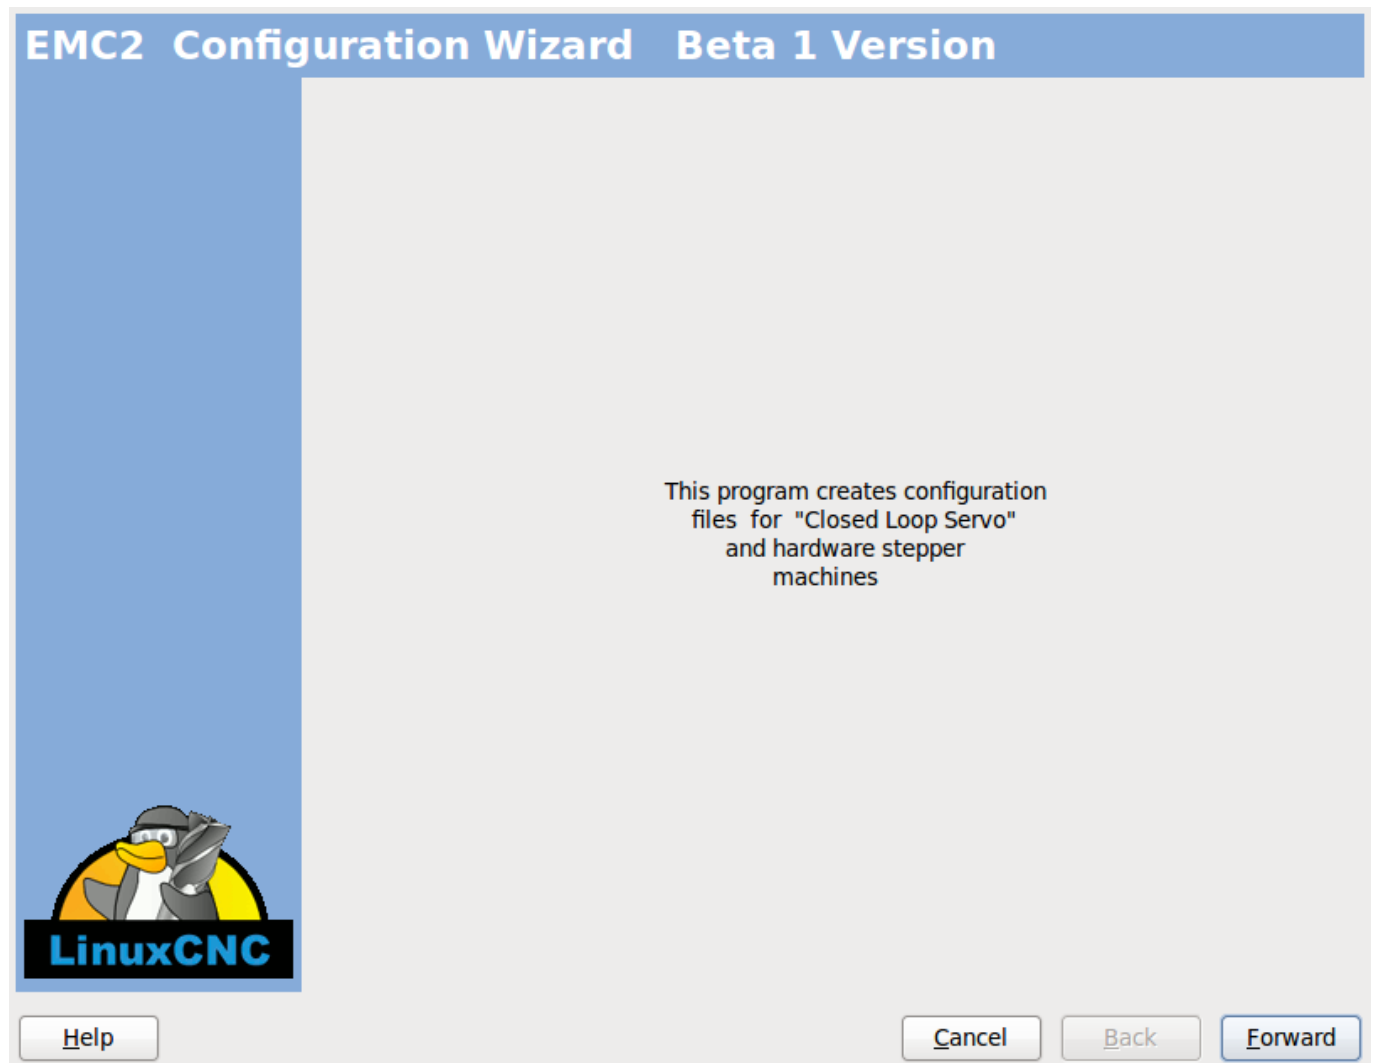 EMC2  Configuration Wizard   Beta 1 Version
This program creates configuration
files  for  "Closed Loop Servo"
and hardware stepper
machines
LinuxCNC
Help
Cancel
Back
Forward